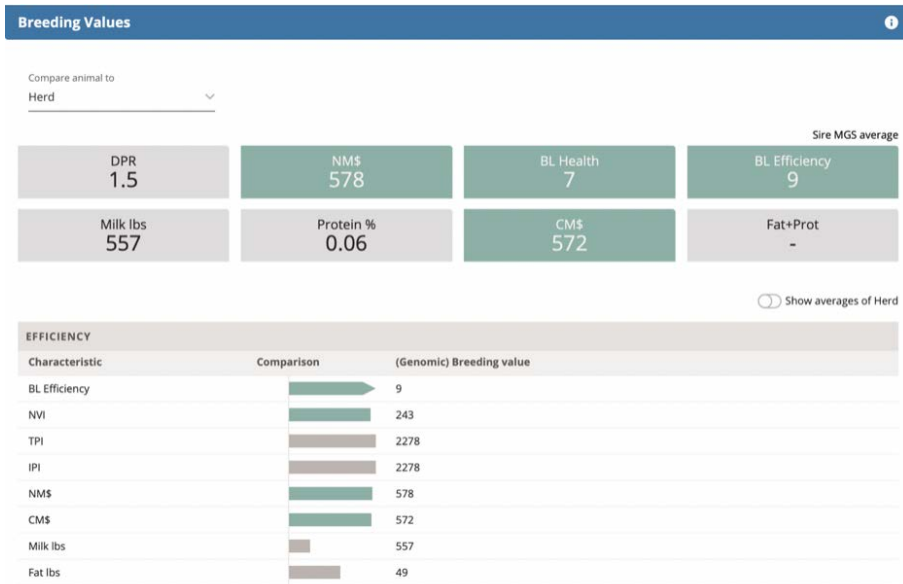 Breeding Values
Compare animal to
Herd
Sire MGS average
DPR
1.5
NM$
578
BL Health
7
BL Efficiency
9
Milk lbs
557
Protein %
0.06
CM$
572
Fat+Prot
-
Show averages of Herd
EFFICIENCY
Characteristic Comparison (Genomic) Breeding value
BL Efficiency 9
NVI 243
TPI 2278
IPI 2278
NM$ 578
CM$ 572
Milk lbs 557
Fat lbs 49